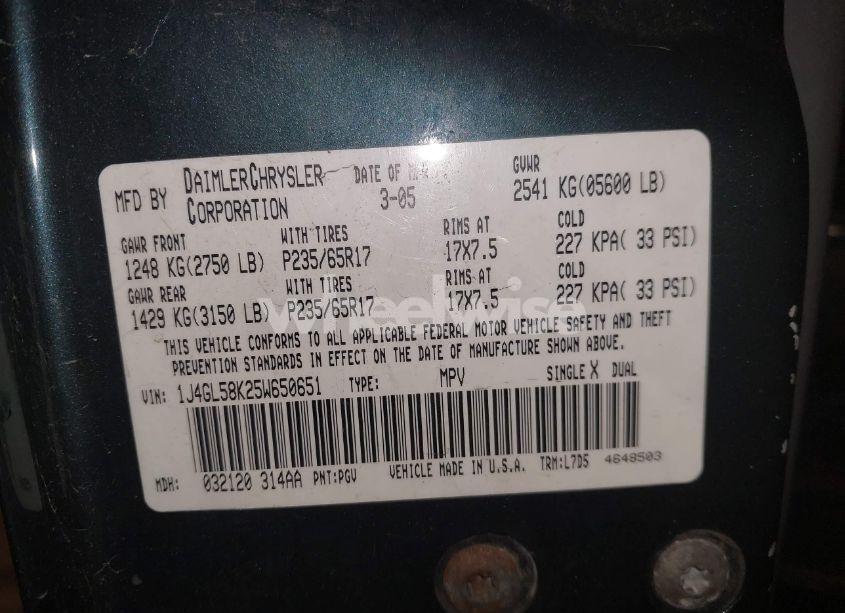 MFD BY DAIMLERCHRYSLER CORPORATION DATE OF MFR 3-05 GVWR 2541 KG(05600 LB)
GAWR FRONT WITH TIRES RIMS AT COLD
1248 KG(2750 LB) P235/65R17 17X7.5 227 KPA( 33 PSI)
GAWR REAR WITH TIRES RIMS AT COLD
1429 KG(3150 LB) P235/65R17 17X7.5 227 KPA( 33 PSI)
THIS VEHICLE CONFORMS TO ALL APPLICABLE FEDERAL MOTOR VEHICLE SAFETY AND THEFT
PREVENTION STANDARDS IN EFFECT ON THE DATE OF MANUFACTURE SHOWN ABOVE.
VIN: 1J4GL58K25W650651 TYPE: MPV SINGLE X DUAL
MDH: 032120 314AA PNT:PGV VEHICLE MADE IN U.S.A. TRM:L7D5 4648503
wheelwise